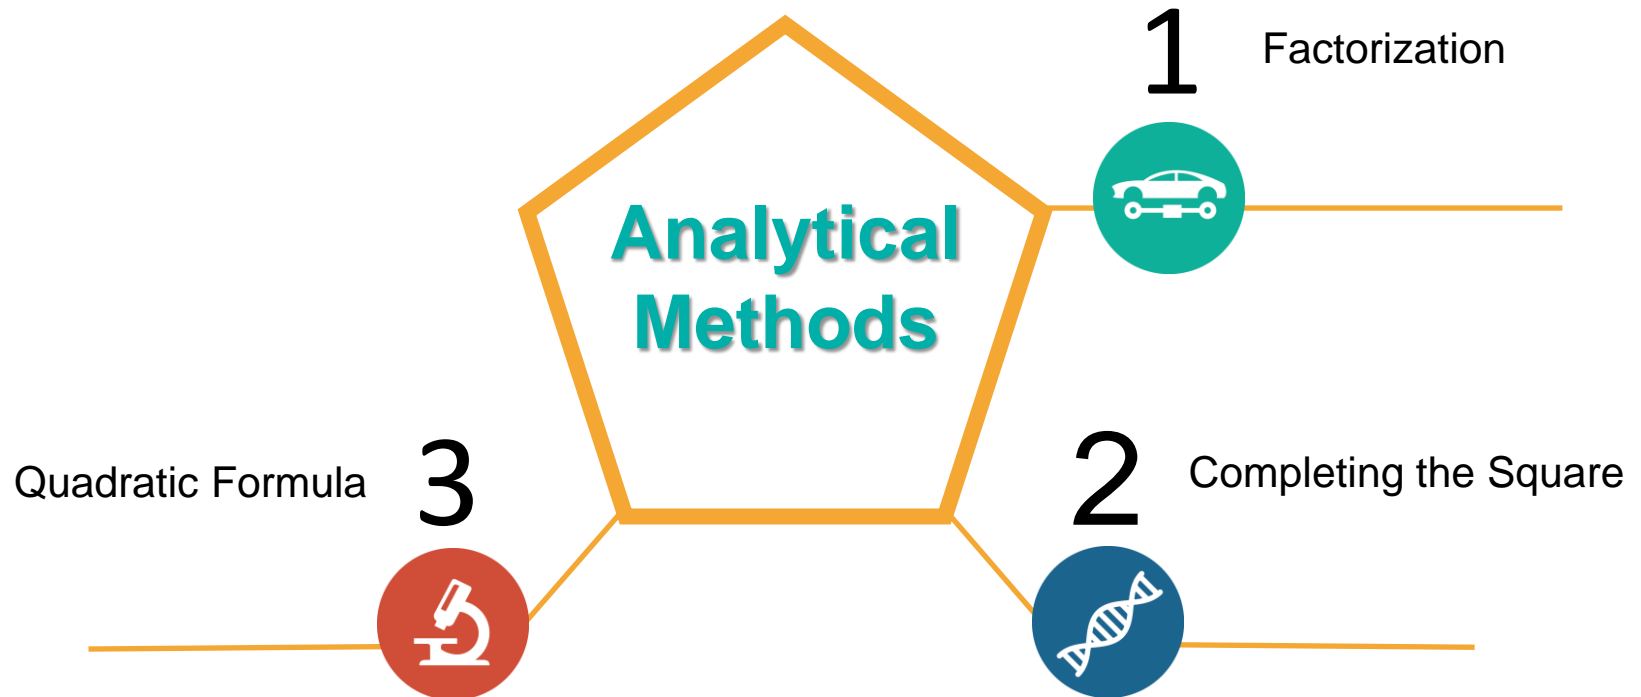 Analytical
Methods
1
Factorization
2
Completing the Square
3
Quadratic Formula